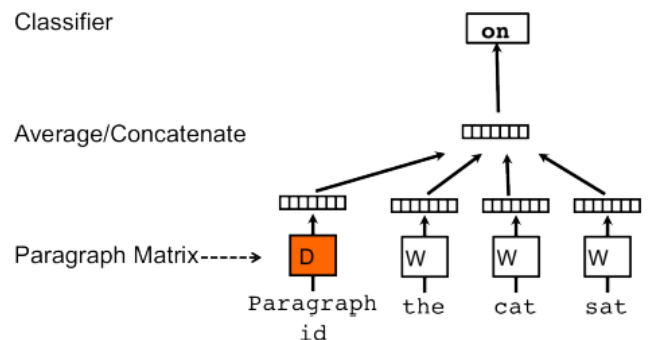 Classifier
on
Average/Concatenate
Paragraph Matrix
D W W W
Paragraph the cat sat
id